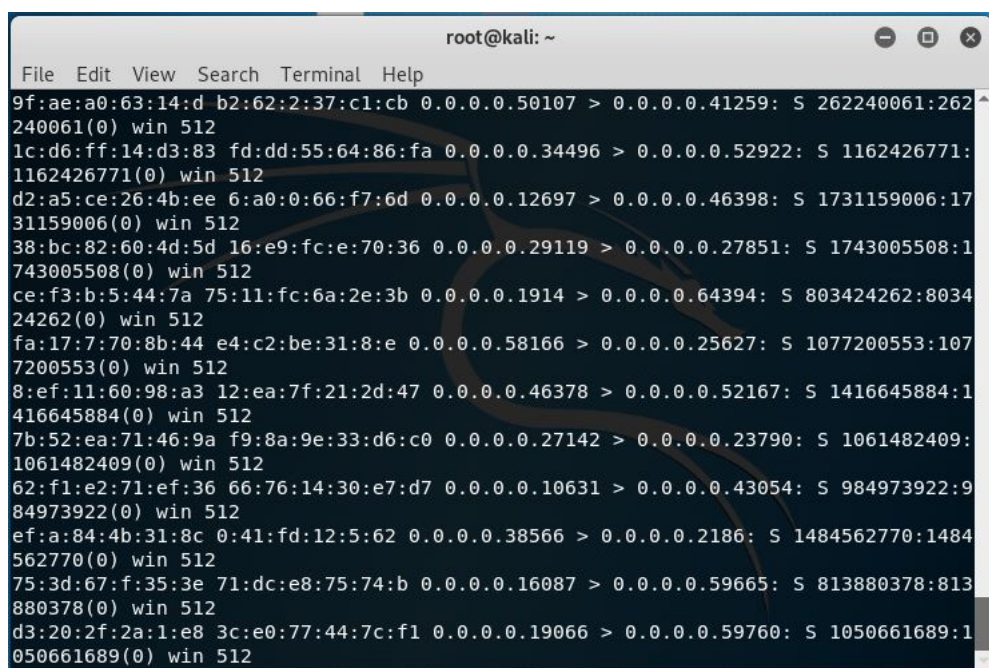 root@kali: ~
File Edit View Search Terminal Help
9f:ae:a0:63:14:d b2:62:2:37:c1:cb 0.0.0.0.50107 > 0.0.0.0.41259: S 262240061:262
240061(0) win 512
1c:d6:ff:14:d3:83 fd:dd:55:64:86:fa 0.0.0.0.34496 > 0.0.0.0.52922: S 1162426771:
1162426771(0) win 512
d2:a5:ce:26:4b:ee 6:a0:0:66:f7:6d 0.0.0.0.12697 > 0.0.0.0.46398: S 1731159006:17
31159006(0) win 512
38:bc:82:60:4d:5d 16:e9:fc:e:70:36 0.0.0.0.29119 > 0.0.0.0.27851: S 1743005508:1
743005508(0) win 512
ce:f3:b:5:44:7a 75:11:fc:6a:2e:3b 0.0.0.0.1914 > 0.0.0.0.64394: S 803424262:8034
24262(0) win 512
fa:17:7:70:8b:44 e4:c2:be:31:8:e 0.0.0.0.58166 > 0.0.0.0.25627: S 1077200553:107
7200553(0) win 512
8:ef:11:60:98:a3 12:ea:7f:21:2d:47 0.0.0.0.46378 > 0.0.0.0.52167: S 1416645884:1
416645884(0) win 512
7b:52:ea:71:46:9a f9:8a:9e:33:d6:c0 0.0.0.0.27142 > 0.0.0.0.23790: S 1061482409:
1061482409(0) win 512
62:f1:e2:71:ef:36 66:76:14:30:e7:d7 0.0.0.0.10631 > 0.0.0.0.43054: S 984973922:9
84973922(0) win 512
ef:a:84:4b:31:8c 0:41:fd:12:5:62 0.0.0.0.38566 > 0.0.0.0.2186: S 1484562770:1484
562770(0) win 512
75:3d:67:f:35:3e 71:dc:e8:75:74:b 0.0.0.0.16087 > 0.0.0.0.59665: S 813880378:813
880378(0) win 512
d3:20:2f:2a:1:e8 3c:e0:77:44:7c:f1 0.0.0.0.19066 > 0.0.0.0.59760: S 1050661689:1
050661689(0) win 512